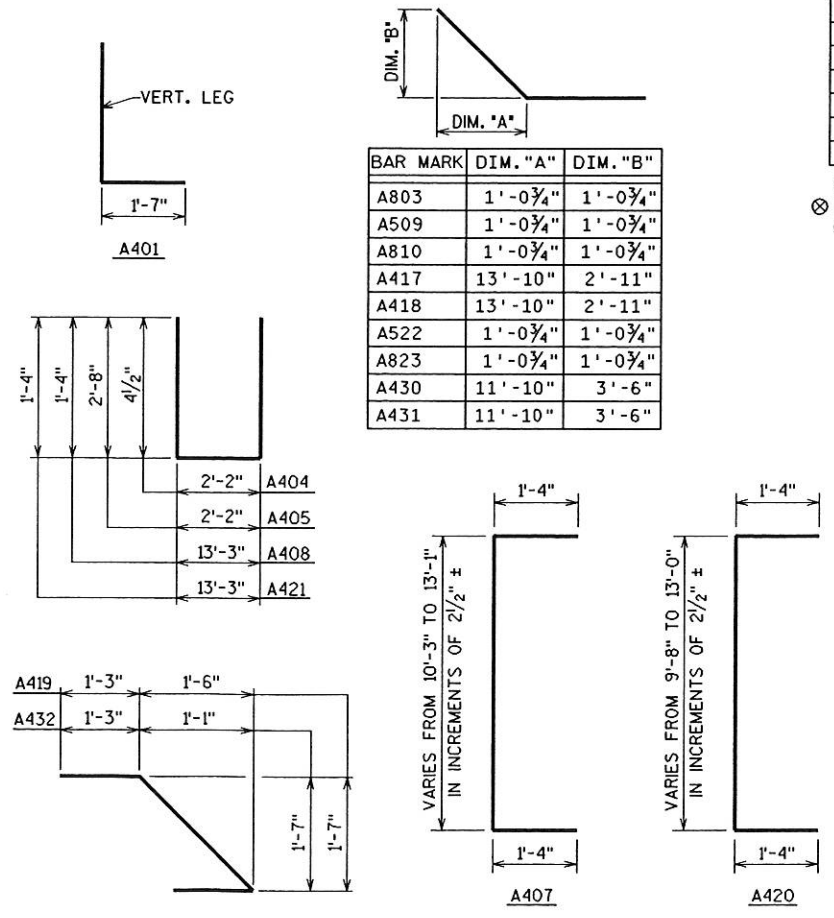 VERT. LEG
1'-7"
A401
DIM. "B"
DIM. "A"
BAR MARK DIM. "A" DIM. "B"
A803 1'-0¾" 1'-0¾"
A509 1'-0¾" 1'-0¾"
A810 1'-0¾" 1'-0¾"
A417 13'-10" 2'-11"
A418 13'-10" 2'-11"
A522 1'-0¾" 1'-0¾"
A823 1'-0¾" 1'-0¾"
A430 11'-10" 3'-6"
A431 11'-10" 3'-6"
1'-4"
1'-4"
2'-8"
4½"
2'-2" A404
2'-2" A405
13'-3" A408
13'-3" A421
A419 1'-3" 1'-6"
A432 1'-3" 1'-1"
1'-7"
1'-7"
1'-4"
VARIES FROM 10'-3" TO 13'-1"
IN INCREMENTS OF 2½" ±
1'-4"
A407
1'-4"
VARIES FROM 9'-8" TO 13'-0"
IN INCREMENTS OF 2½" ±
1'-4"
A420